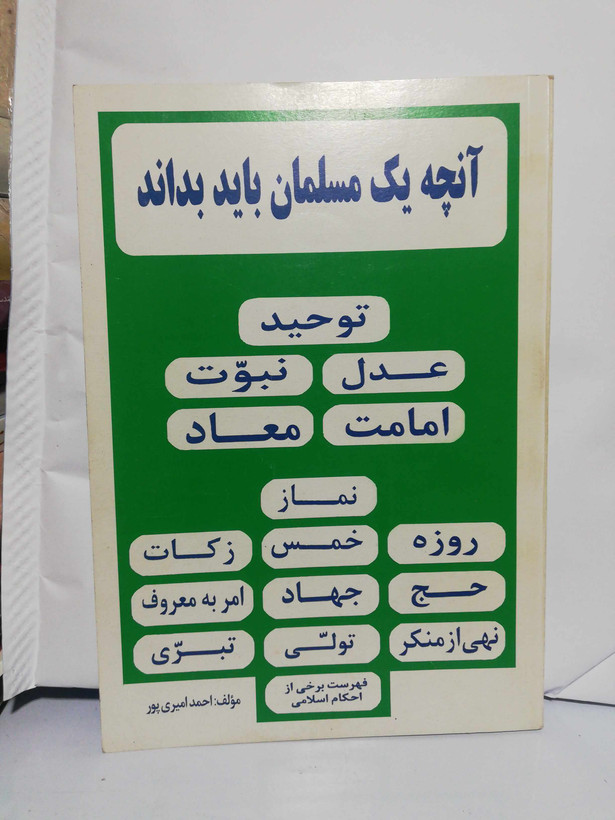 آنچه یک مسلمان باید بداند
توحید
عدل نبوّت
امامت معاد
نماز
روزه خمس زکات
حج جهاد امر به معروف
نهی از منکر تولّی تبرّی
فهرست برخی از
احکام اسلامی
مؤلف: احمد امیری پور